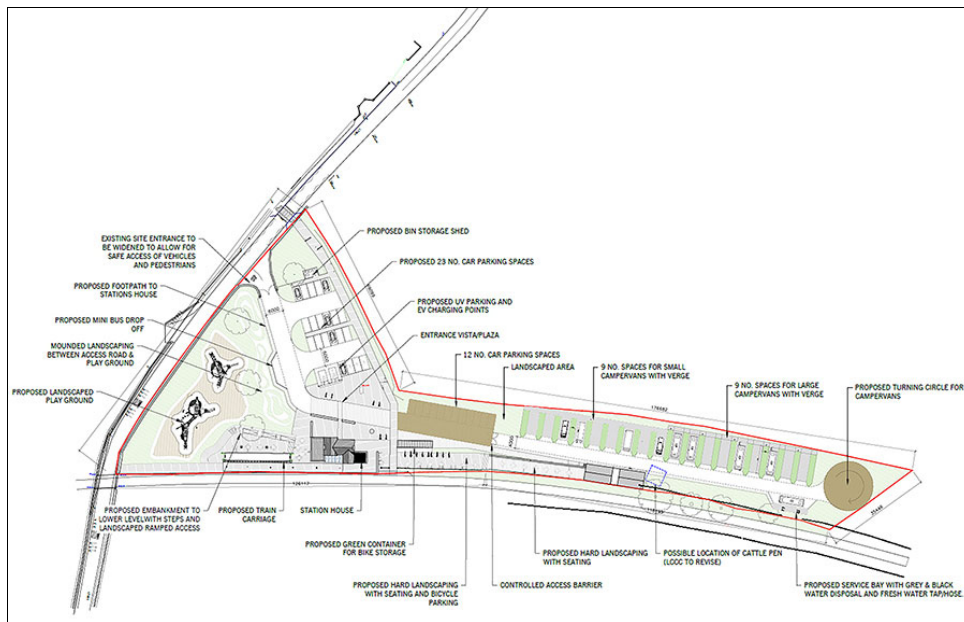 EXISTING SITE ENTRANCE TO
BE WIDENED TO ALLOW FOR
SAFE ACCESS OF VEHICLES
AND PEDESTRIANS
PROPOSED FOOTPATH TO
STATIONS HOUSE
PROPOSED MINI BUS DROP
OFF
MOUNDED LANDSCAPING
BETWEEN ACCESS ROAD &
PLAY GROUND
PROPOSED LANDSCAPED
PLAY GROUND
PROPOSED BIN STORAGE SHED
PROPOSED 23 NO. CAR PARKING SPACES
PROPOSED UV PARKING AND
EV CHARGING POINTS
ENTRANCE VISTA/PLAZA
12 NO. CAR PARKING SPACES
LANDSCAPED AREA
9 NO. SPACES FOR SMALL
CAMPERVANS WITH VERGE
9 NO. SPACES FOR LARGE
CAMPERVANS WITH VERGE
PROPOSED TURNING CIRCLE FOR
CAMPERVANS
PROPOSED EMBANKMENT TO
LOWER LEVELWITH STEPS AND
LANDSCAPED RAMPED ACCESS
PROPOSED TRAIN
CARRIAGE
STATION HOUSE
PROPOSED GREEN CONTAINER
FOR BIKE STORAGE
PROPOSED HARD LANDSCAPING
WITH SEATING AND BICYCLE
PARKING
CONTROLLED ACCESS BARRIER
PROPOSED HARD LANDSCAPING
WITH SEATING
POSSIBLE LOCATION OF CATTLE PEN
(LCCC TO REVISE)
PROPOSED SERVICE BAY WITH GREY & BLACK
WATER DISPOSAL AND FRESH WATER TAP/HOSE.